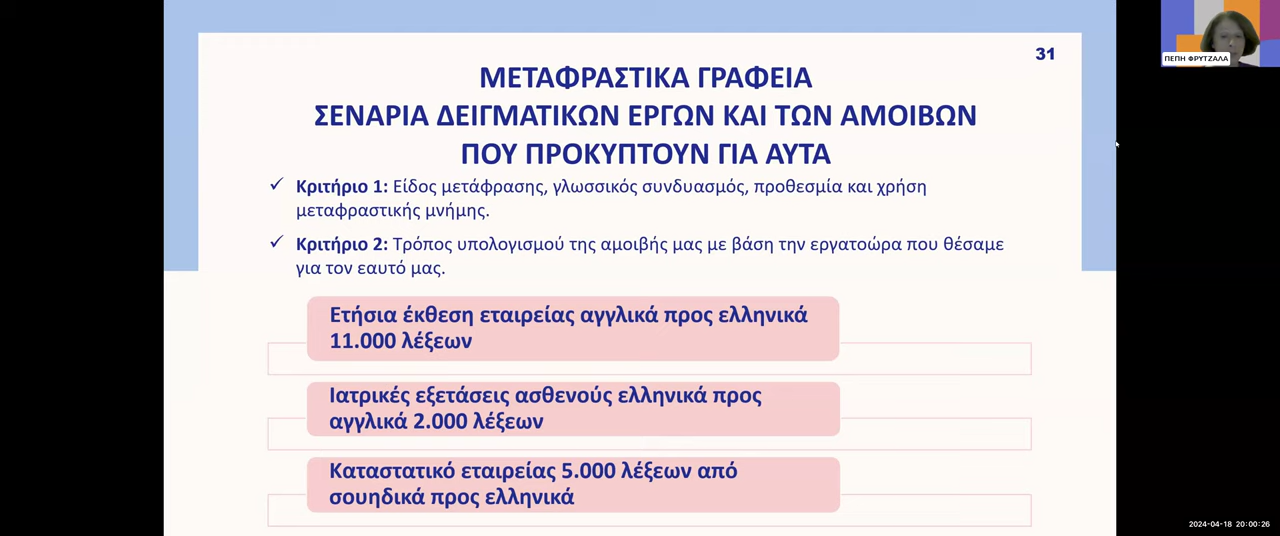 31
ΜΕΤΑΦΡΑΣΤΙΚΑ ΓΡΑΦΕΙΑ
ΣΕΝΑΡΙΑ ΔΕΙΓΜΑΤΙΚΩΝ ΕΡΓΩΝ ΚΑΙ ΤΩΝ ΑΜΟΙΒΩΝ
ΠΟΥ ΠΡΟΚΥΠΤΟΥΝ ΓΙΑ ΑΥΤΑ
✓ Κριτήριο 1: Είδος μετάφρασης, γλωσσικός συνδυασμός, προθεσμία και χρήση
μεταφραστικής μνήμης.
✓ Κριτήριο 2: Τρόπος υπολογισμού της αμοιβής μας με βάση την εργατοώρα που θέσαμε
για τον εαυτό μας.
Ετήσια έκθεση εταιρείας αγγλικά προς ελληνικά
11.000 λέξεων
Ιατρικές εξετάσεις ασθενούς ελληνικά προς
αγγλικά 2.000 λέξεων
Καταστατικό εταιρείας 5.000 λέξεων από
σουηδικά προς ελληνικά
ΠΕΠΗ ΦΡΥΤΖΑΛΑ
2024-04-18 20:00:26